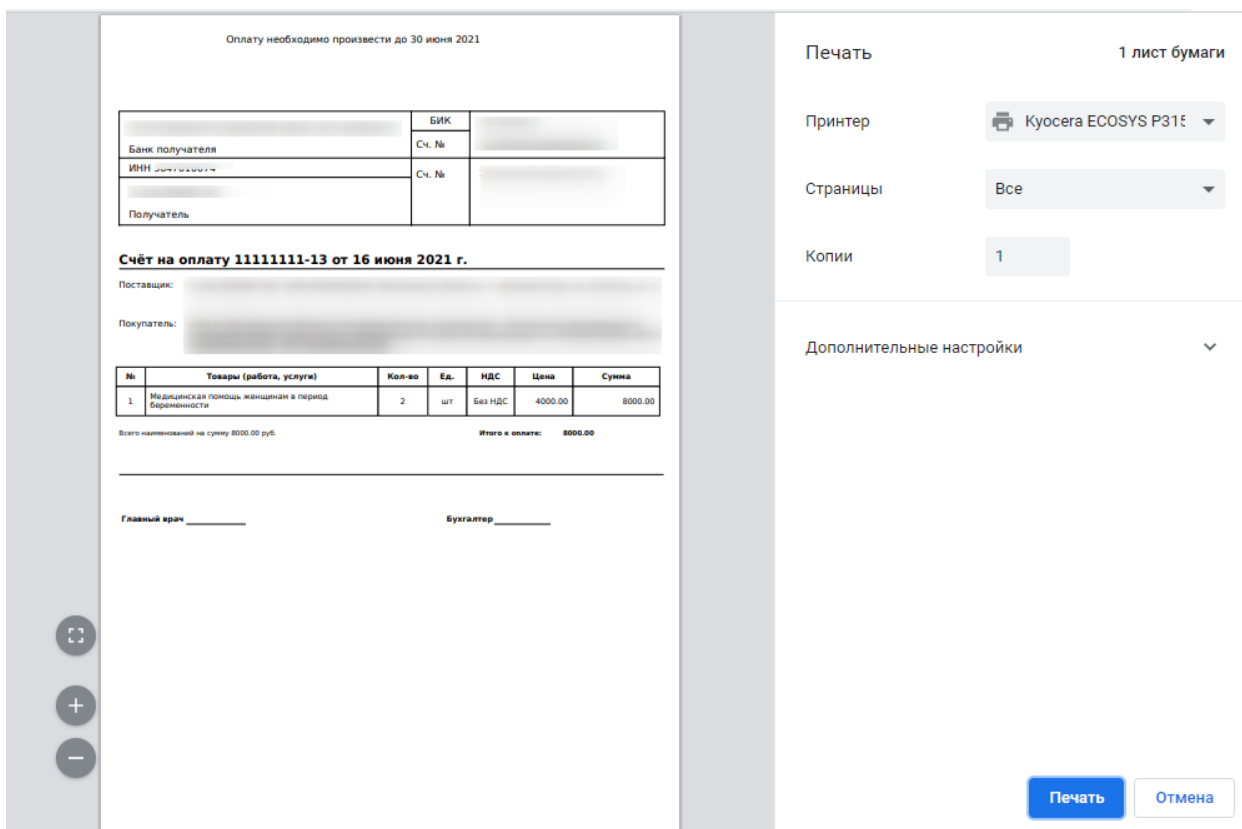 Оплату необходимо произвести до 30 июня 2021
БИК
Сч. №
Банк получателя
ИНН
Сч. №
Получатель
Счёт на оплату 11111111-13 от 16 июня 2021 г.
Поставщик:
Покупатель:
№ Товары (работа, услуги) Кол-во Ед. НДС Цена Сумма
1 Медицинская помощь женщинам в период беременности 2 шт Без НДС 4000.00 8000.00
Всего наименований на сумму 8000.00 руб. Итого к оплате: 8000.00
Главный врач Бухгалтер
Печать 1 лист бумаги
Принтер Kyocera ECOSYS P315
Страницы Все
Копии 1
Дополнительные настройки
Печать Отмена